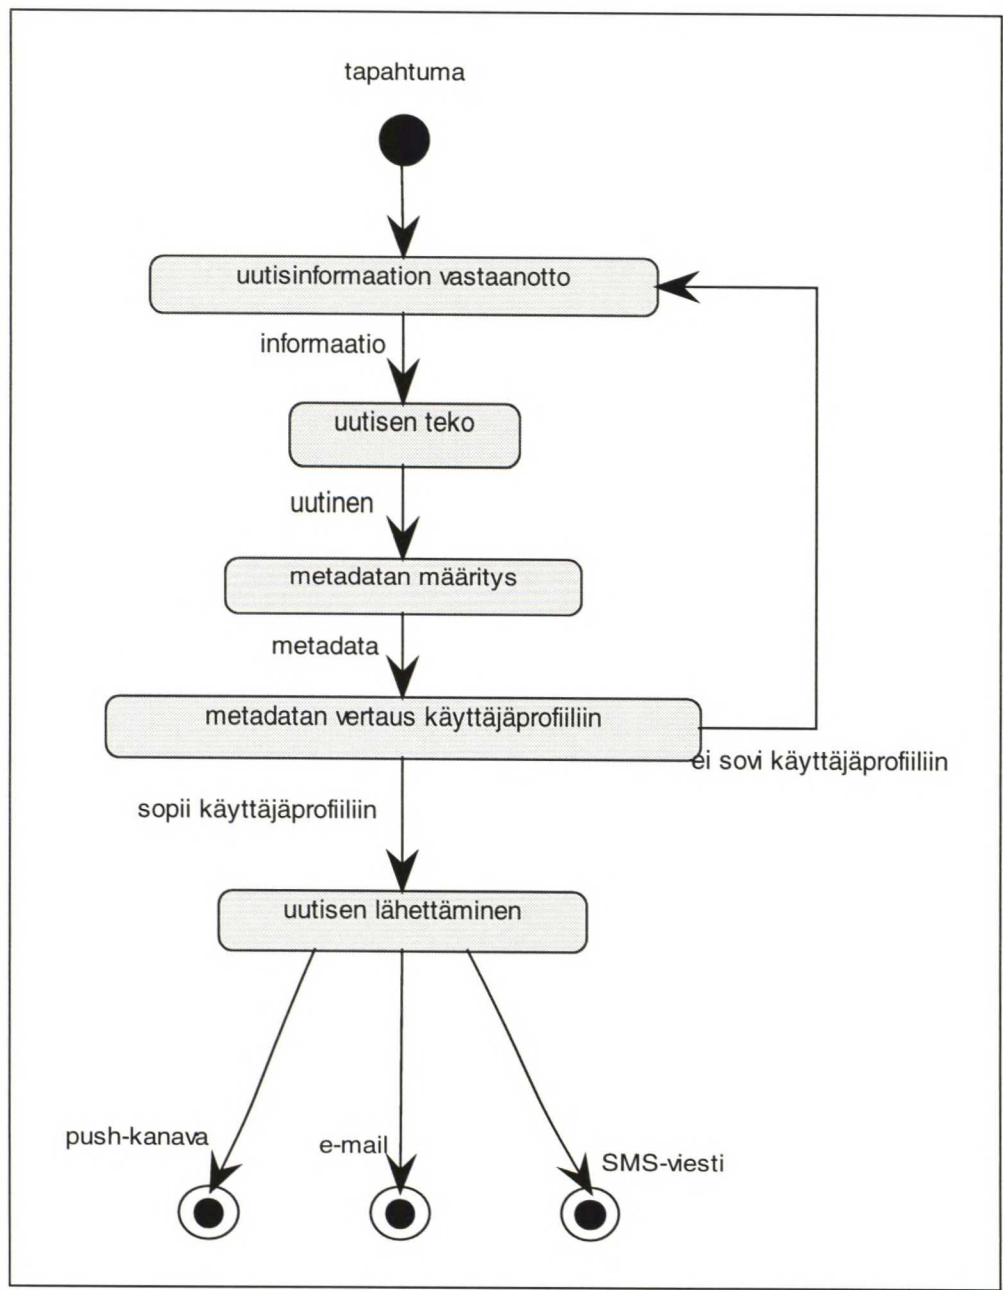 tapahtuma
uutisinformaation vastaanotto
informaatio
uutisen teko
uutinen
metadatan määritys
metadata
metadatan vertaus käyttäjäprofiiliin
ei sovi käyttäjäprofiiliin
sopii käyttäjäprofiiliin
uutisen lähettäminen
push-kanava
e-mail
SMS-viesti